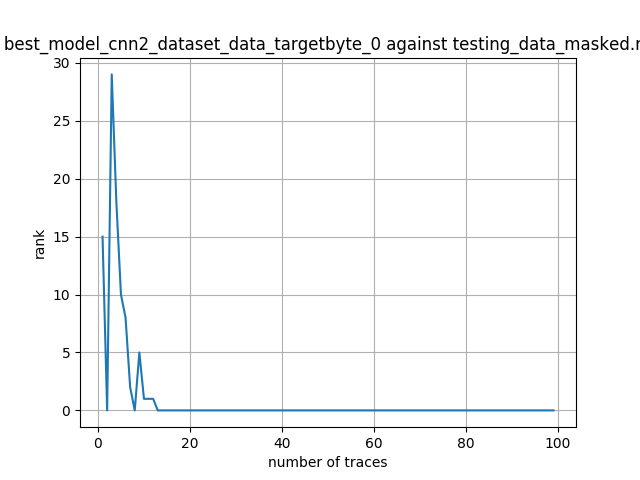 best_model_cnn2_dataset_data_targetbyte_0 against testing_data_masked.r
30
25
20
15
10
5
0
rank
0 20 40 60 80 100
number of traces